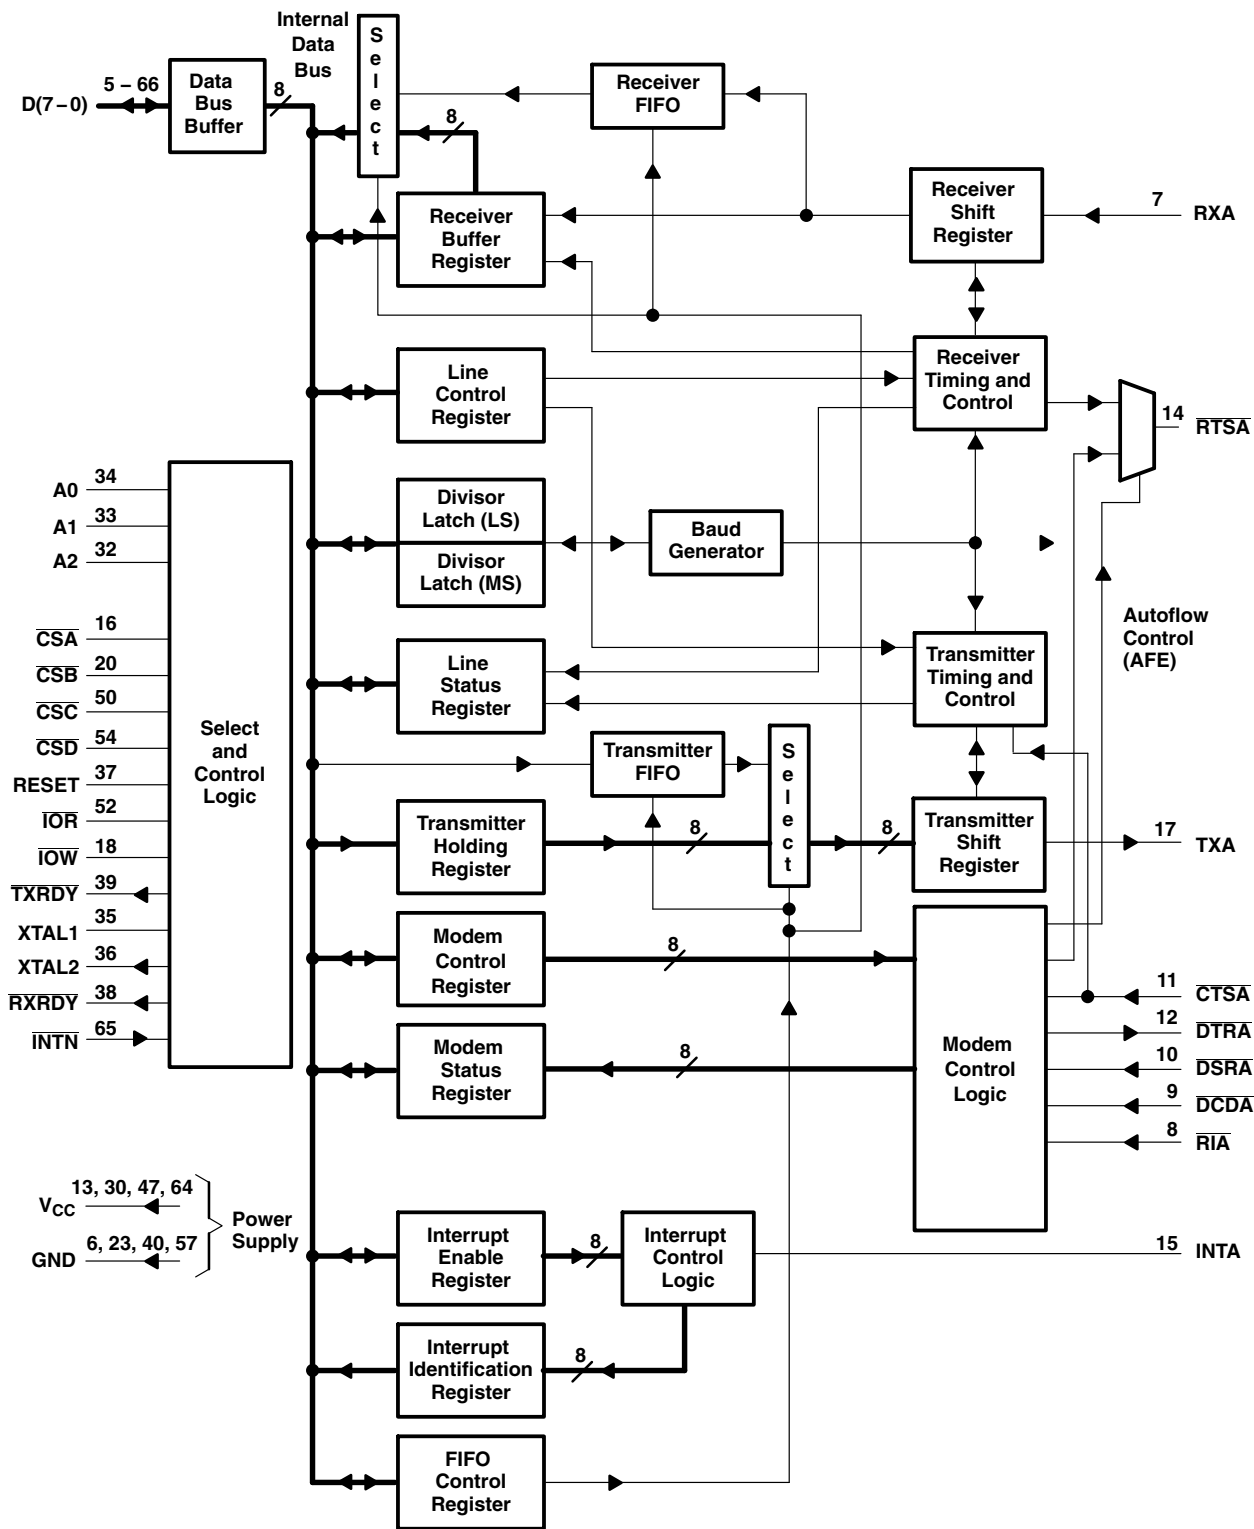 Internal
Data
Bus
S
e
l
e
c
t
D(7–0)
5 – 66
Data
Bus
Buffer
8
8
Receiver
FIFO
Receiver
Buffer
Register
Receiver
Shift
Register
7
RXA
Line
Control
Register
Receiver
Timing and
Control
14
RTSA
Divisor
Latch (LS)
Divisor
Latch (MS)
Baud
Generator
Autoflow
Control
(AFE)
Line
Status
Register
Transmitter
Timing and
Control
Transmitter
FIFO
S
e
l
e
c
t
Transmitter
Holding
Register
8
8
Transmitter
Shift
Register
17
TXA
Modem
Control
Register
8
Modem
Status
Register
8
Modem
Control
Logic
11
CTSA
12
DTRA
10
DSRA
9
DCDA
8
RIA
A0
34
A1
33
A2
32
CSA
16
CSB
20
CSC
50
CSD
54
RESET
37
IOR
52
IOW
18
TXRDY
39
XTAL1
35
XTAL2
36
RXRDY
38
INTN
65
Select
and
Control
Logic
13, 30, 47, 64
VCC
6, 23, 40, 57
GND
Power
Supply
Interrupt
Enable
Register
8
Interrupt
Control
Logic
15
INTA
Interrupt
Identification
Register
8
FIFO
Control
Register